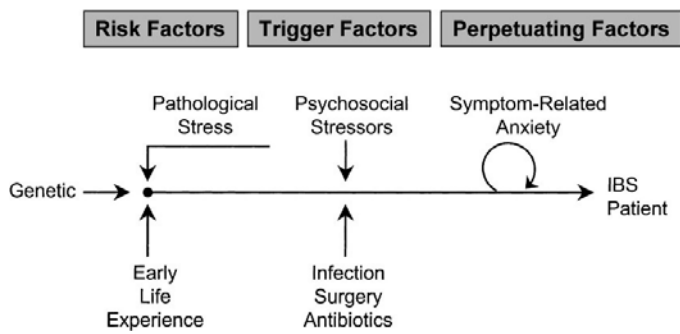 Risk Factors
Trigger Factors
Perpetuating Factors
Pathological
Stress
Psychosocial
Stressors
Symptom-Related
Anxiety
Genetic
IBS
Patient
Early
Life
Experience
Infection
Surgery
Antibiotics